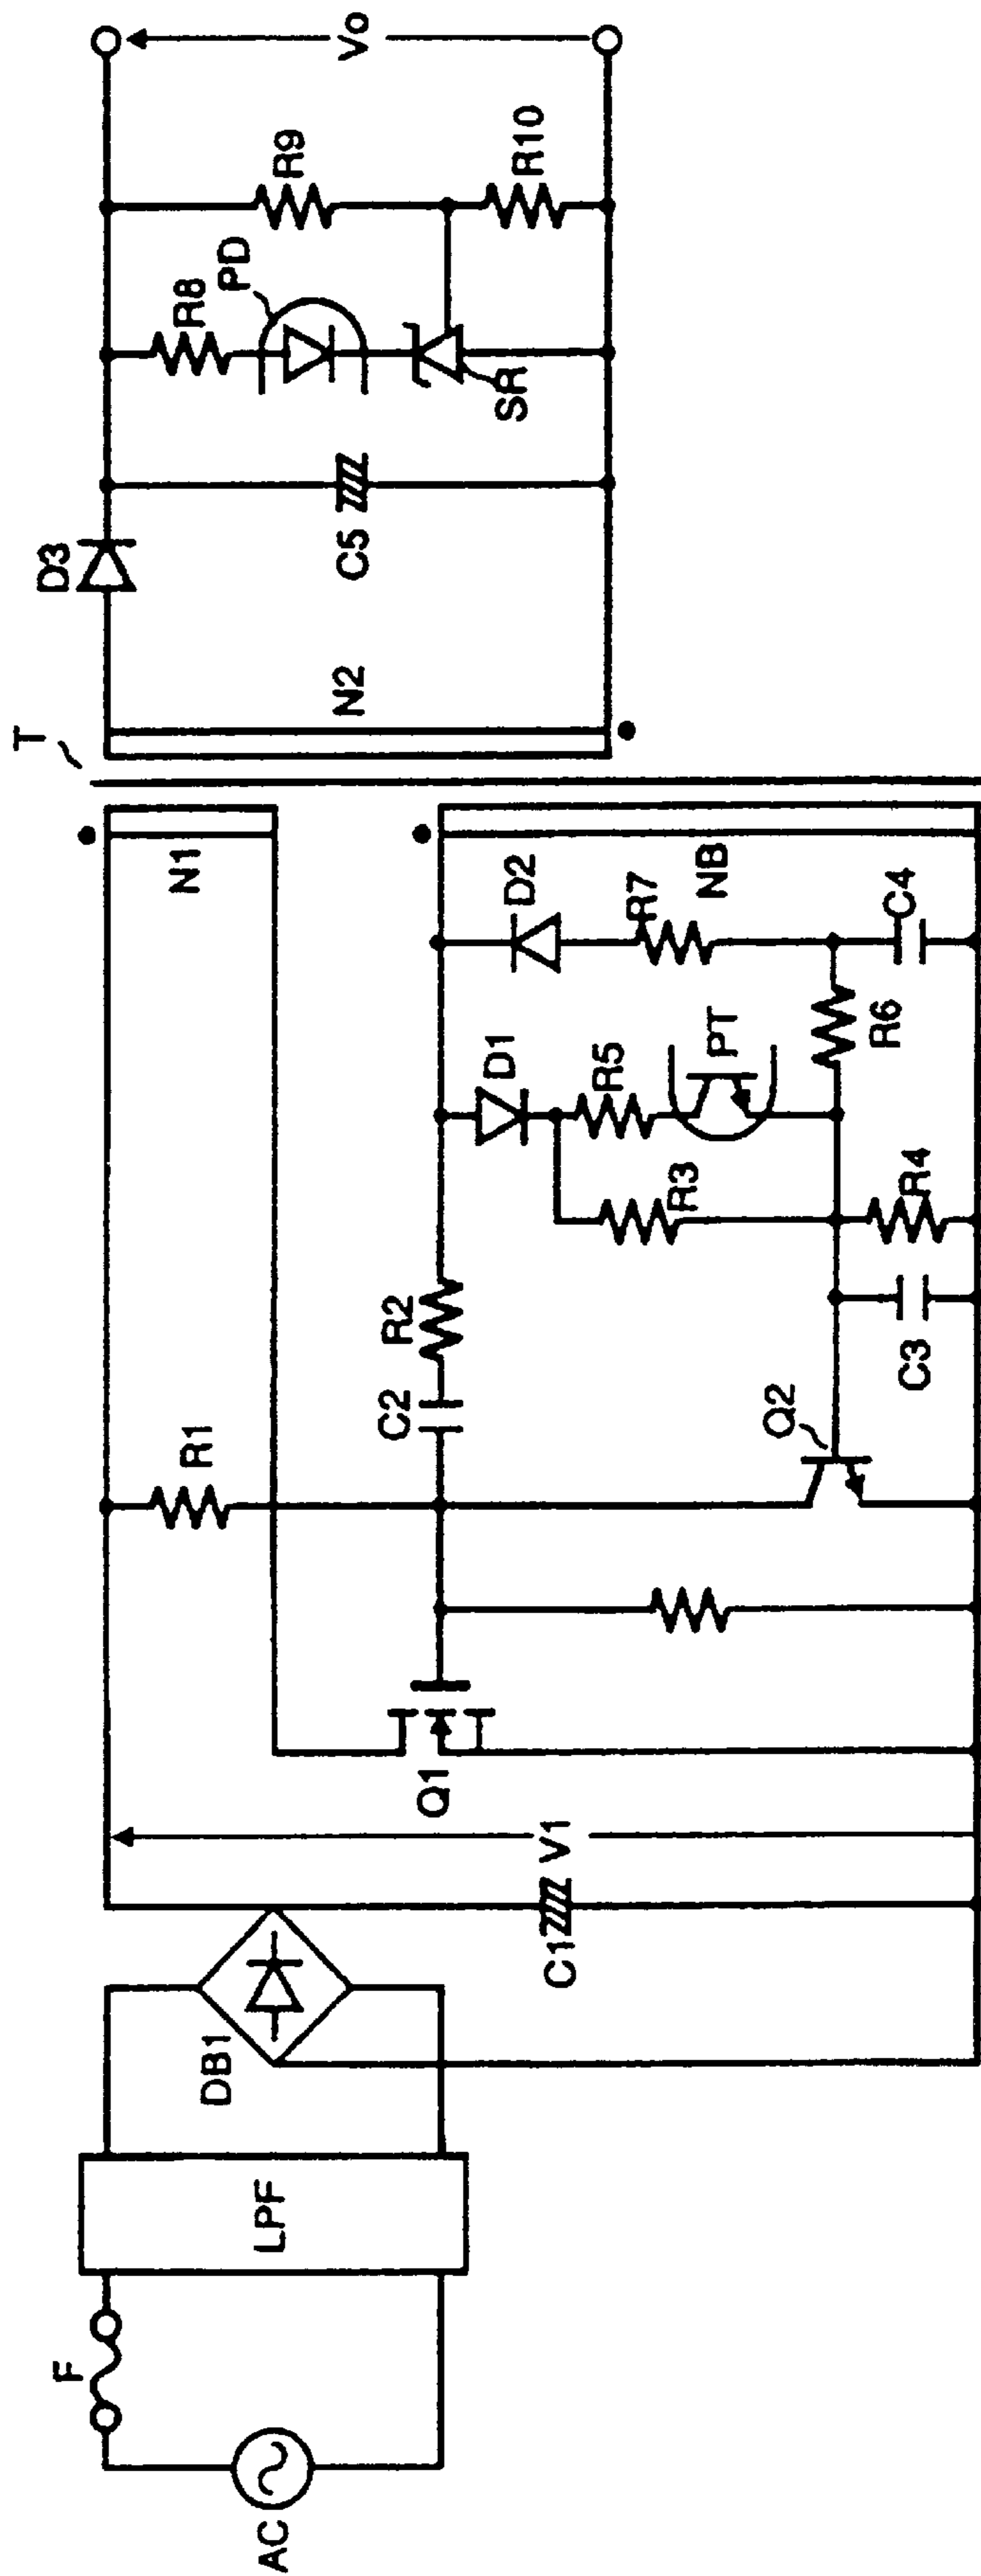 AC
F
LPF
DB1
C1
V1
Q1
R1
C2
R2
Q2
C3
R4
R3
D1
R5
PT
R6
D2
R7
C4
NB
N1
T
N2
D3
C5
R8
PD
SR
R9
R10
Vo